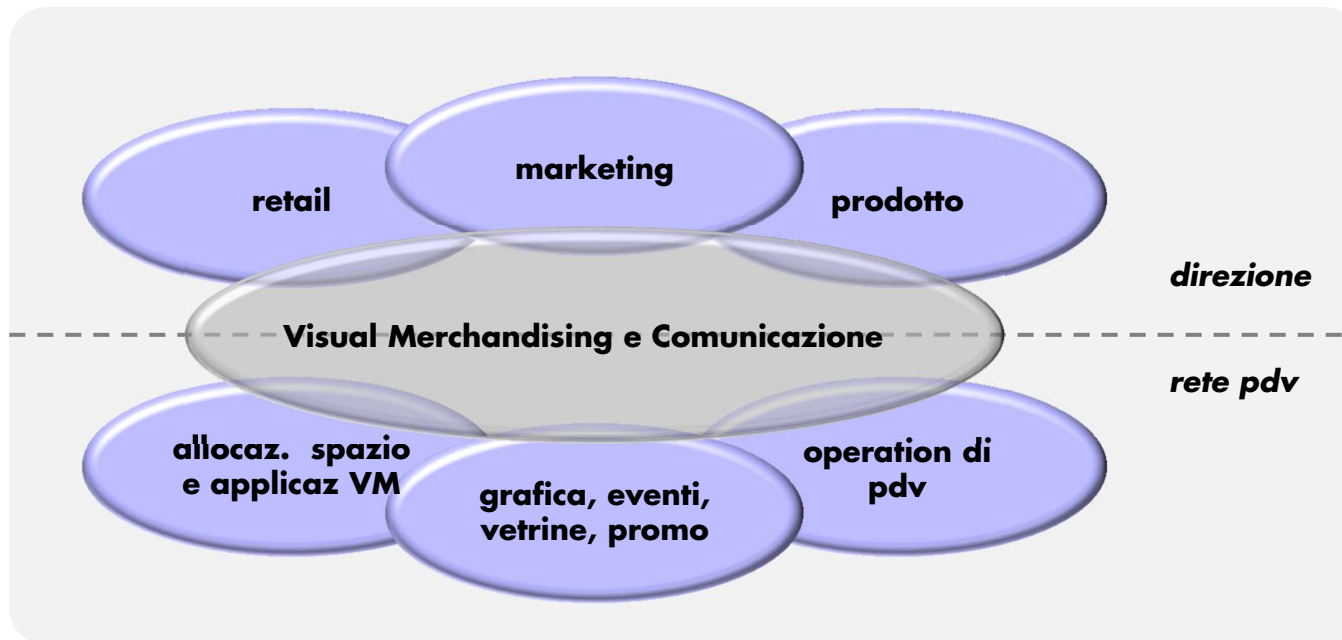 marketing
retail
prodotto
direzione
Visual Merchandising e Comunicazione
rete pdv
allocaz. spazio
e applicaz VM
operation di
pdv
grafica, eventi,
vetrine, promo